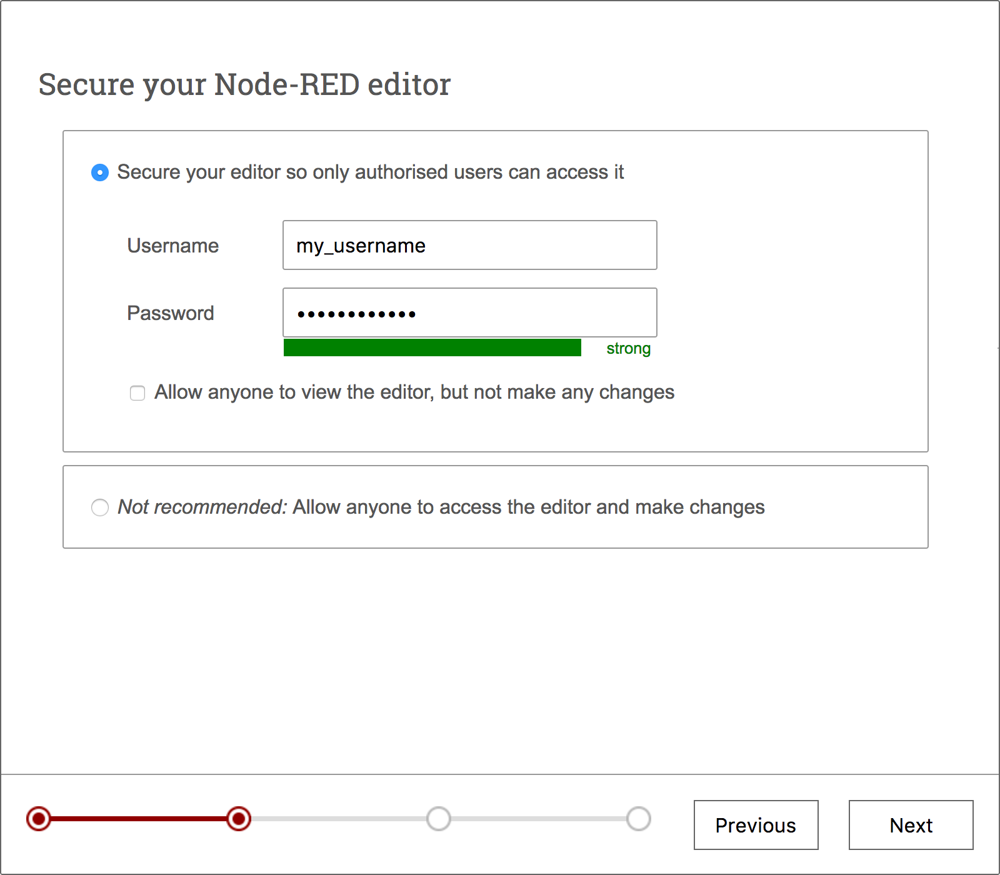 Secure your Node-RED editor
Secure your editor so only authorised users can access it
Username
my_username
Password
••••••••••••
strong
Allow anyone to view the editor, but not make any changes
Not recommended: Allow anyone to access the editor and make changes
Previous
Next